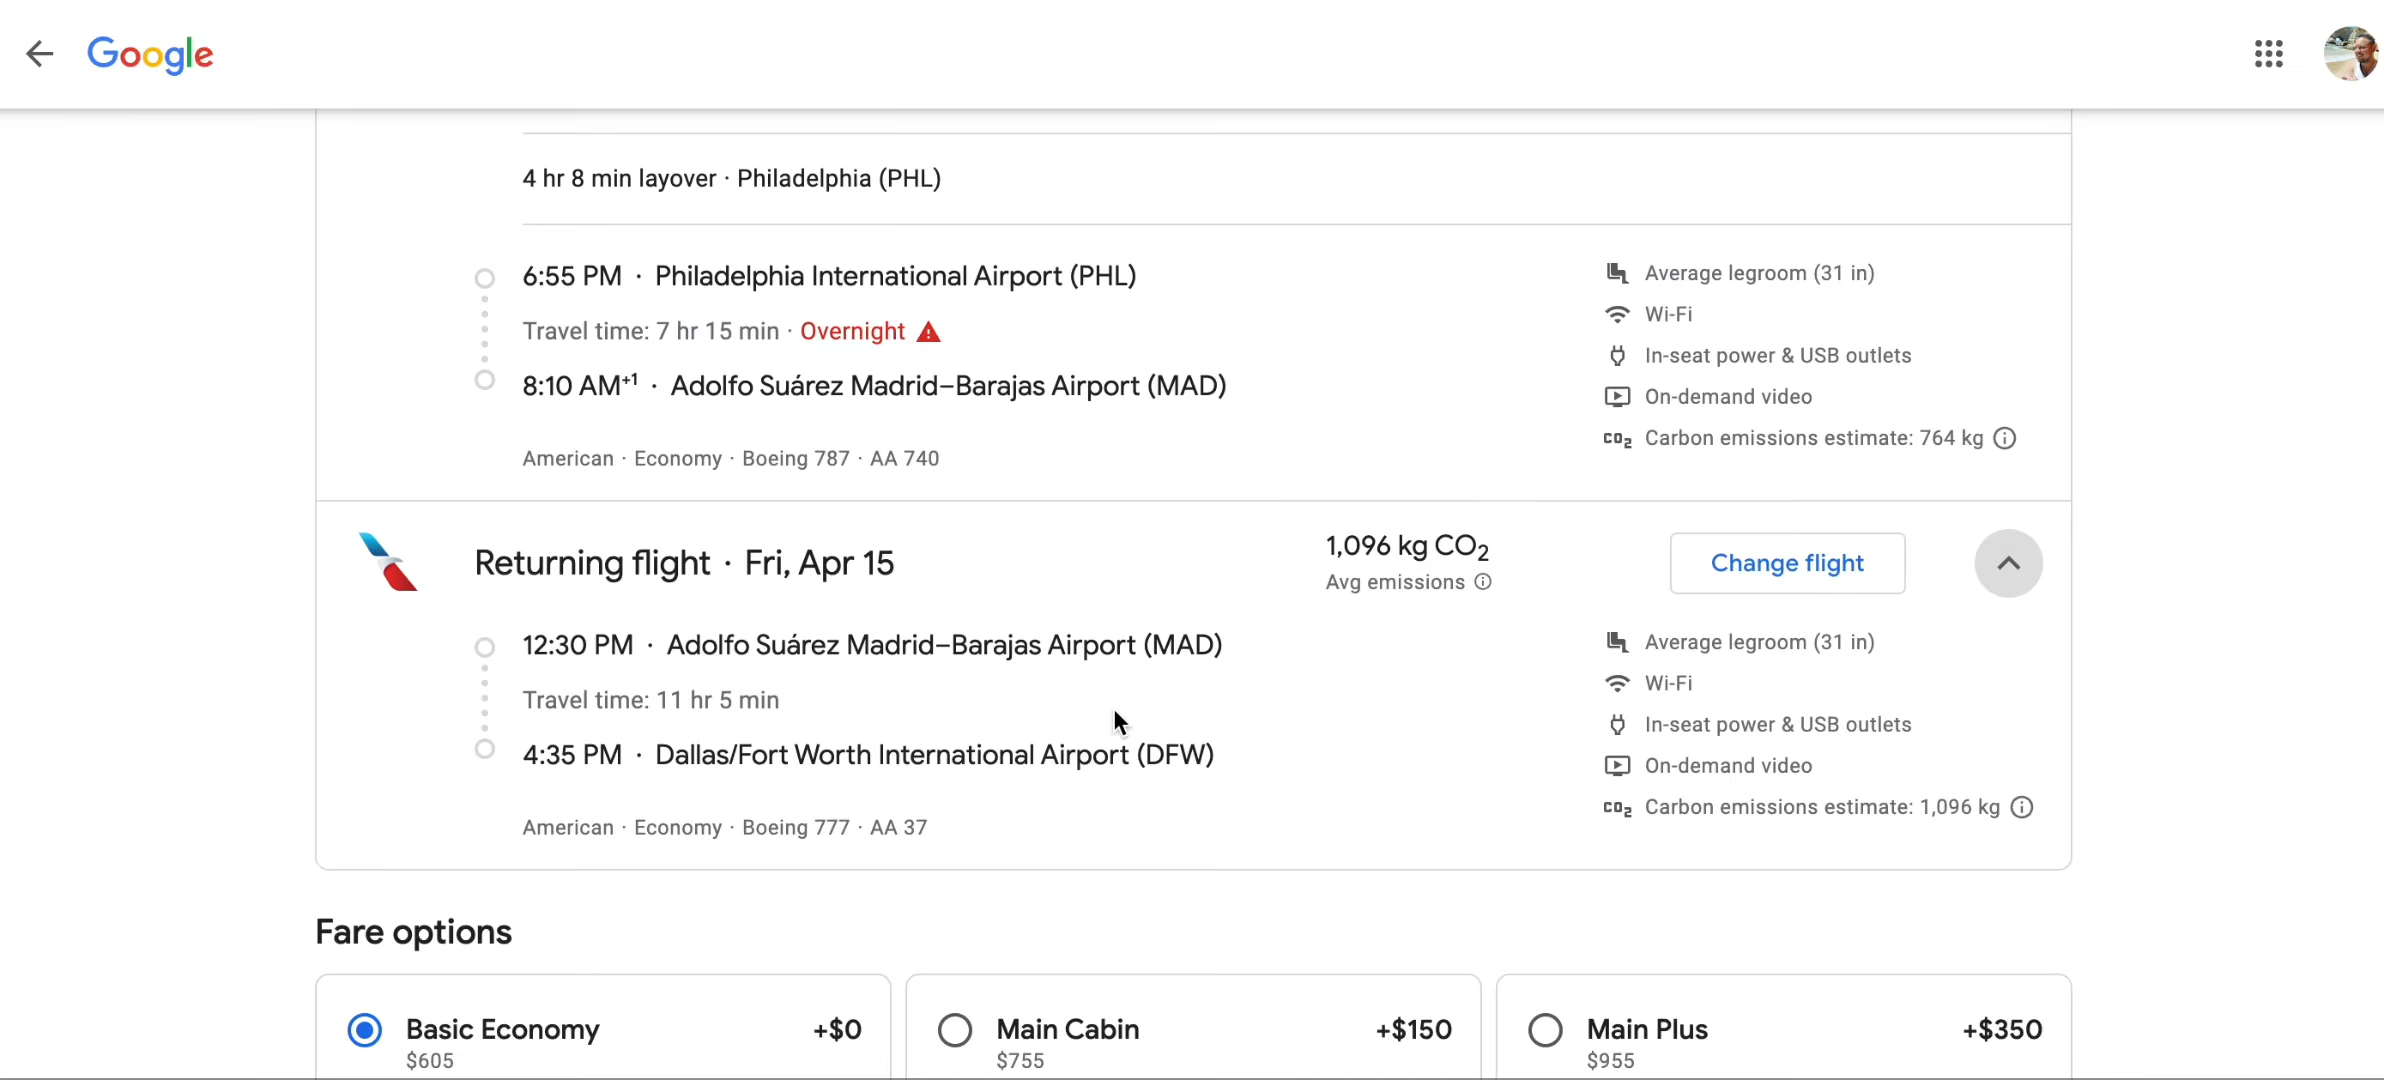 Google
4 hr 8 min layover · Philadelphia (PHL)
6:55 PM · Philadelphia International Airport (PHL)
Travel time: 7 hr 15 min · Overnight
8:10 AM+1 · Adolfo Suárez Madrid–Barajas Airport (MAD)
American · Economy · Boeing 787 · AA 740
Average legroom (31 in)
Wi-Fi
In-seat power & USB outlets
On-demand video
CO2 Carbon emissions estimate: 764 kg
Returning flight · Fri, Apr 15
1,096 kg CO2
Avg emissions
Change flight
12:30 PM · Adolfo Suárez Madrid–Barajas Airport (MAD)
Travel time: 11 hr 5 min
4:35 PM · Dallas/Fort Worth International Airport (DFW)
American · Economy · Boeing 777 · AA 37
Average legroom (31 in)
Wi-Fi
In-seat power & USB outlets
On-demand video
CO2 Carbon emissions estimate: 1,096 kg
Fare options
Basic Economy +$0
$605
Main Cabin +$150
$755
Main Plus +$350
$955